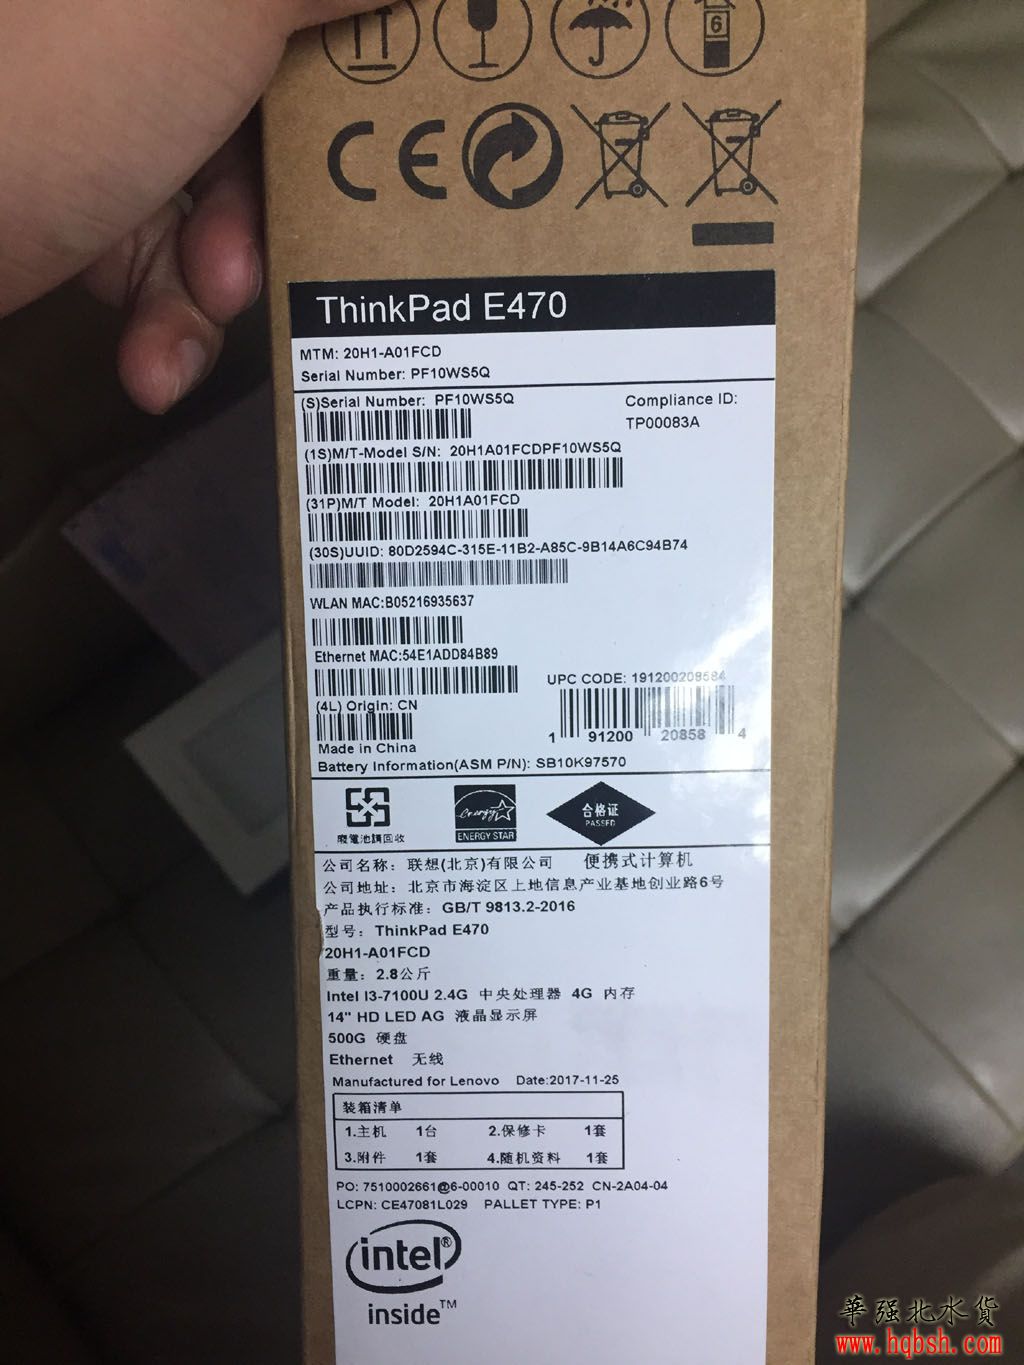 6
CE
ThinkPad E470
MTM: 20H1-A01FCD
Serial Number: PF10WS5Q
(S)Serial Number: PF10WS5Q
Compliance ID:
TP00083A
(1S)M/T-Model S/N: 20H1A01FCDPF10WS5Q
(31P)M/T Model: 20H1A01FCD
(30S)UUID: 80D2594C-315E-11B2-A85C-9B14A6C94B74
WLAN MAC:B05216935637
Ethernet MAC:54E1ADD84B89
UPC CODE: 191200208584
(4L) Origin: CN
1 91200 20858 4
Made in China
Battery Information(ASM P/N): SB10K97570
廢電池請回收
energy
ENERGY STAR
合格证
PASSED
公司名称: 联想(北京)有限公司 便携式计算机
公司地址: 北京市海淀区上地信息产业基地创业路6号
产品执行标准: GB/T 9813.2-2016
型号: ThinkPad E470
20H1-A01FCD
重量: 2.8公斤
Intel I3-7100U 2.4G 中央处理器 4G 内存
14" HD LED AG 液晶显示屏
500G 硬盘
Ethernet 无线
Manufactured for Lenovo Date:2017-11-25
装箱清单
1.主机 1台 2.保修卡 1套
3.附件 1套 4.随机资料 1套
PO: 7510002661@6-00010 QT: 245-252 CN-2A04-04
LCPN: CE47081L029 PALLET TYPE: P1
intel®
inside™
華强北水货
www.hqbsh.com